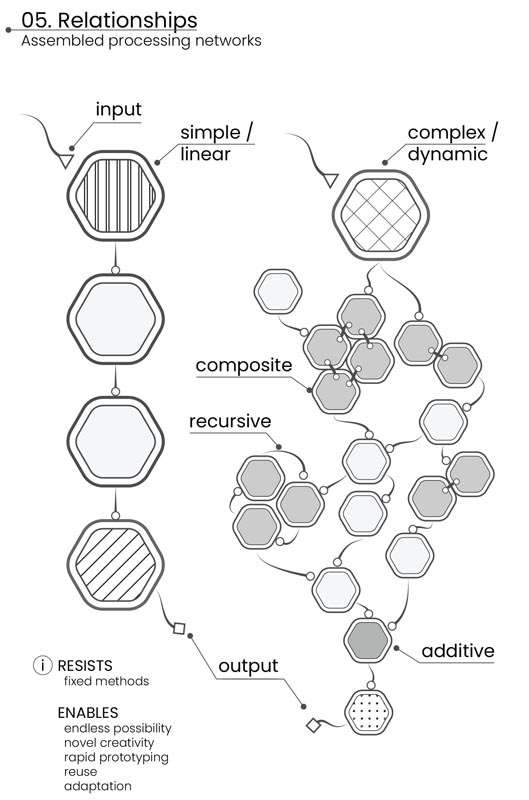 05. Relationships
Assembled processing networks
input
simple /
linear
complex /
dynamic
composite
recursive
output
additive
i RESISTS
fixed methods
ENABLES
endless possibility
novel creativity
rapid prototyping
reuse
adaptation